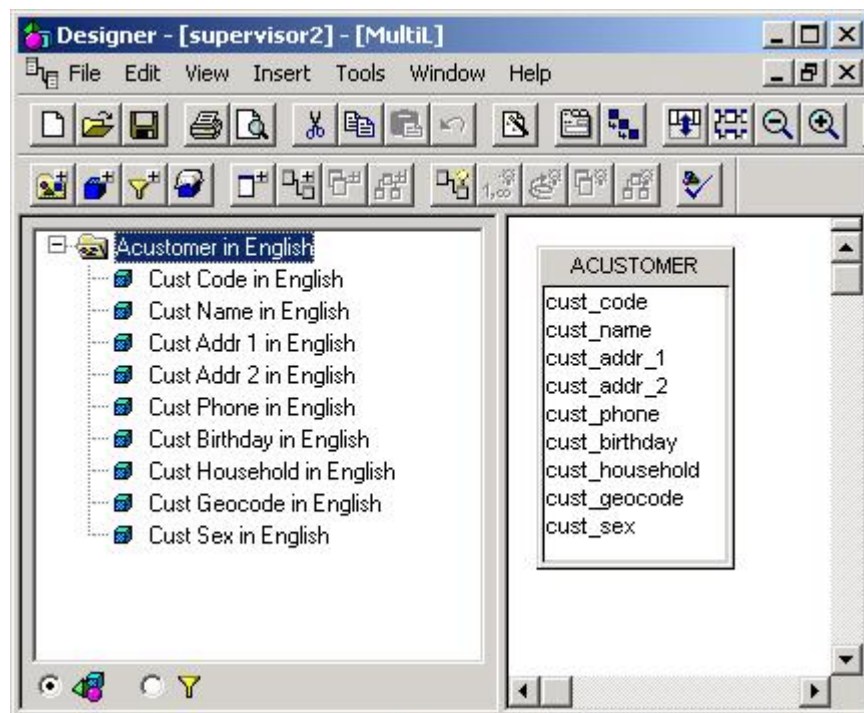 Designer - [supervisor2] - [MultiL]
File Edit View Insert Tools Window Help
Acustomer in English
Cust Code in English
Cust Name in English
Cust Addr 1 in English
Cust Addr 2 in English
Cust Phone in English
Cust Birthday in English
Cust Household in English
Cust Geocode in English
Cust Sex in English
ACUSTOMER
cust_code
cust_name
cust_addr_1
cust_addr_2
cust_phone
cust_birthday
cust_household
cust_geocode
cust_sex